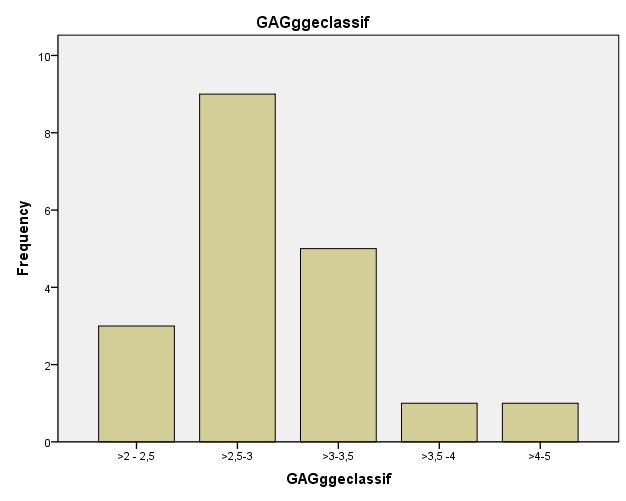 GAGggeclassif
10
8
6
4
2
0
Frequency
>2 - 2,5
>2,5-3
>3-3,5
>3,5 -4
>4-5
GAGggeclassif